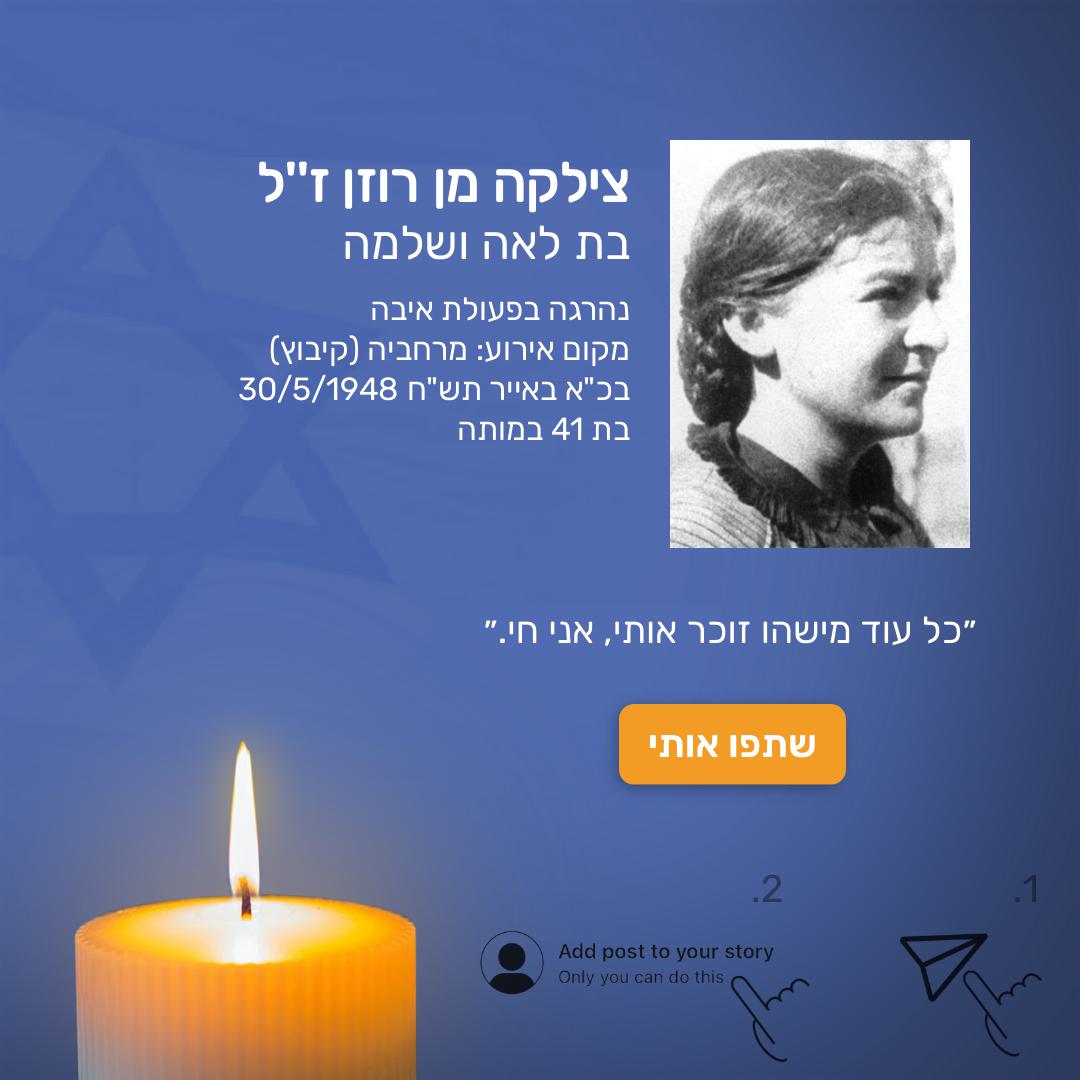 צילקה מן רוזן ז"ל
בת לאה ושלמה
נהרגה בפעולת איבה
מקום אירוע: מרחביה (קיבוץ)
בכ"א באייר תש"ח 30/5/1948
בת 41 במותה
״כל עוד מישהו זוכר אותי, אני חי.״
שתפו אותי
1.
2.
Add post to your story
Only you can do this